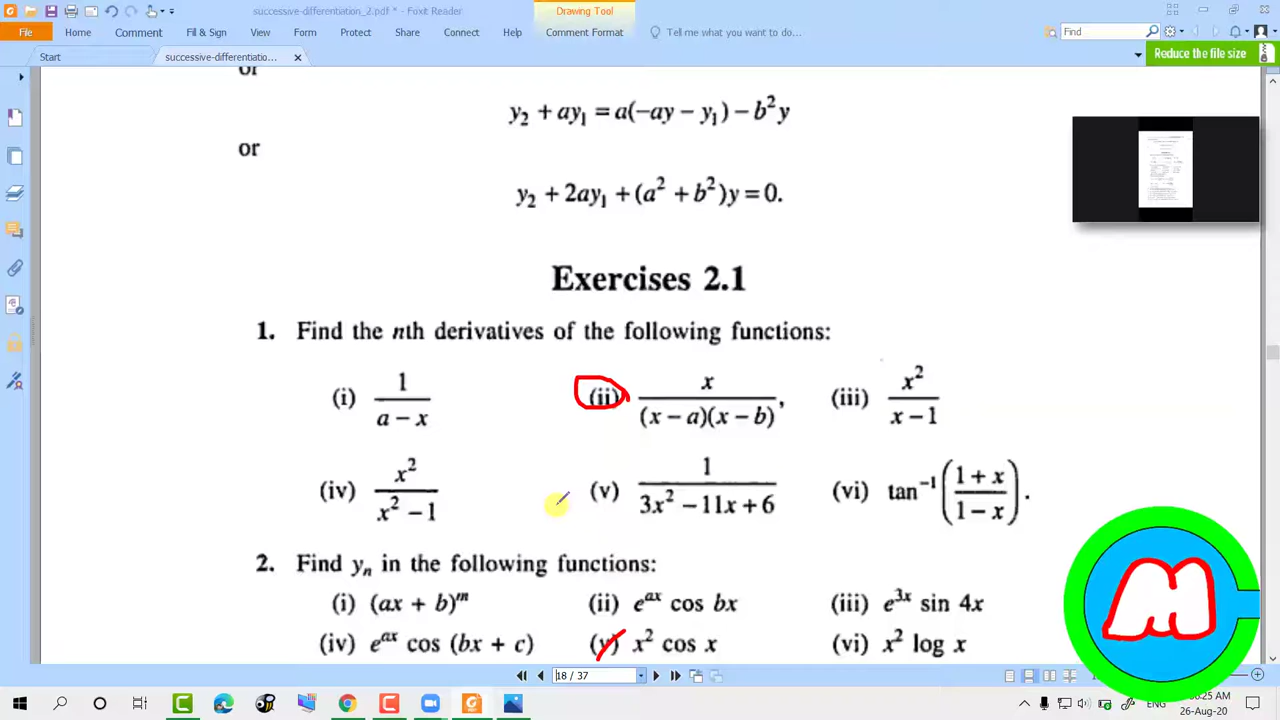 successive-differentiation_2.pdf * - Foxit Reader
Drawing Tool
File Home Comment Fill & Sign View Form Protect Share Connect Help Comment Format Tell me what you want to do... Find
Start successive-differentiatio... Reduce the file size
or
y₂ + ay₁ = a(−ay − y₁) − b²y
or
y₂ + 2ay₁ + (a² + b²)y = 0.
Exercises 2.1
1. Find the nth derivatives of the following functions:
(i) 1/(a − x) (ii) x/((x − a)(x − b)), (iii) x²/(x − 1)
(iv) x²/(x² − 1) (v) 1/(3x² − 11x + 6) (vi) tan⁻¹((1 + x)/(1 − x)).
2. Find yₙ in the following functions:
(i) (ax + b)ᵐ (ii) eᵃˣ cos bx (iii) e³ˣ sin 4x
(iv) eᵃˣ cos (bx + c) (v) x² cos x (vi) x² log x
M
18 / 37
ENG
26-Aug-20